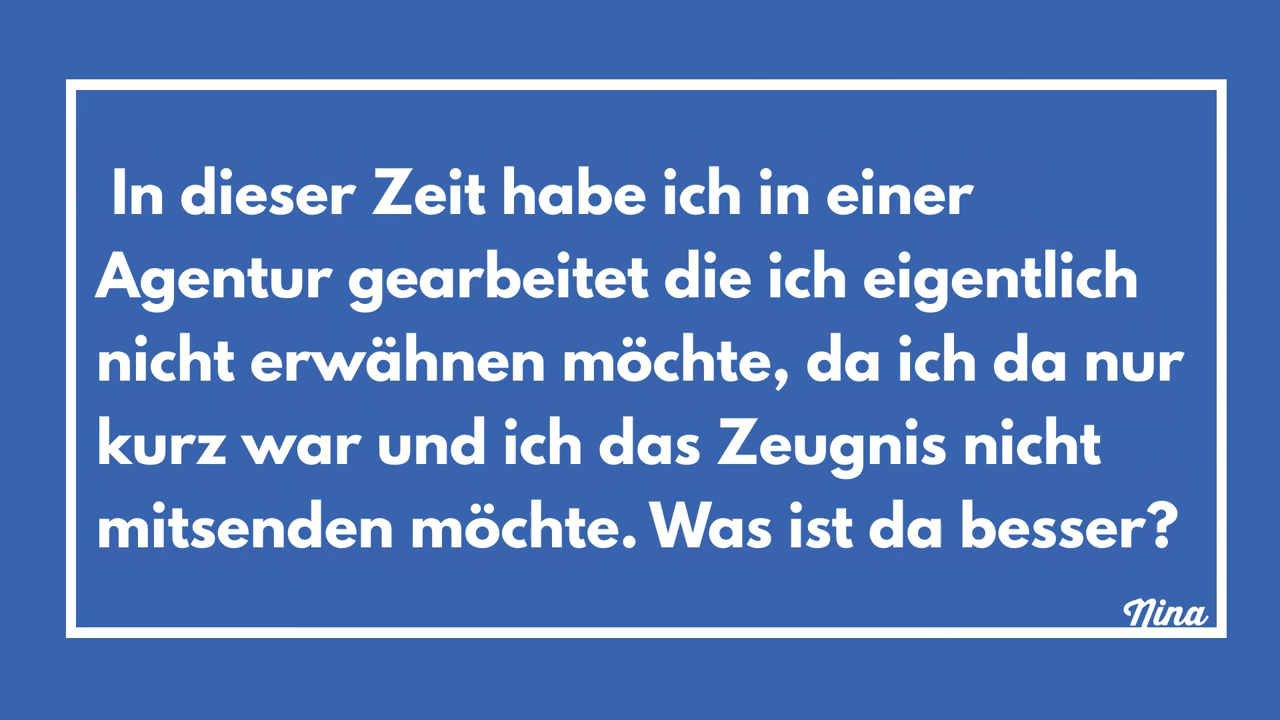 In dieser Zeit habe ich in einer
Agentur gearbeitet die ich eigentlich
nicht erwähnen möchte, da ich da nur
kurz war und ich das Zeugnis nicht
mitsenden möchte. Was ist da besser?
Nina